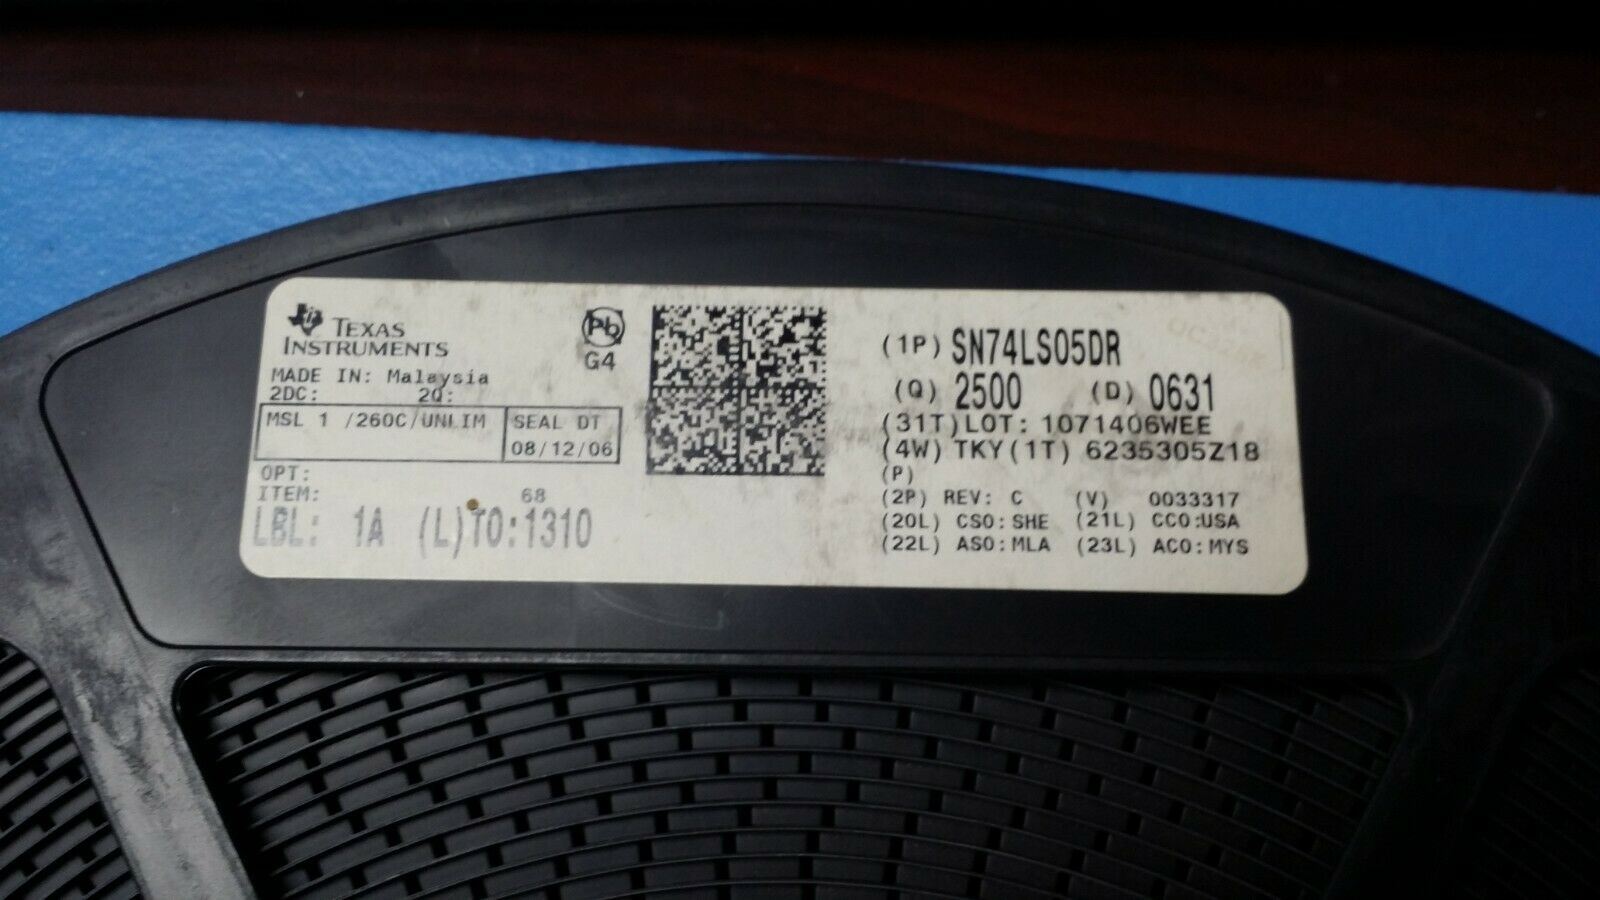 TEXAS
INSTRUMENTS
Pb
G4
MADE IN: Malaysia
2DC: 2Q:
MSL 1 /260C/UNLIM
SEAL DT
08/12/06
OPT:
ITEM: 68
LBL: 1A (L)TO:1310
(1P) SN74LS05DR
(Q) 2500 (D) 0631
(31T)LOT: 1071406WEE
(4W) TKY(1T) 6235305Z18
(P)
(2P) REV: C (V) 0033317
(20L) CSO:SHE (21L) CCO:USA
(22L) ASO:MLA (23L) ACO:MYS